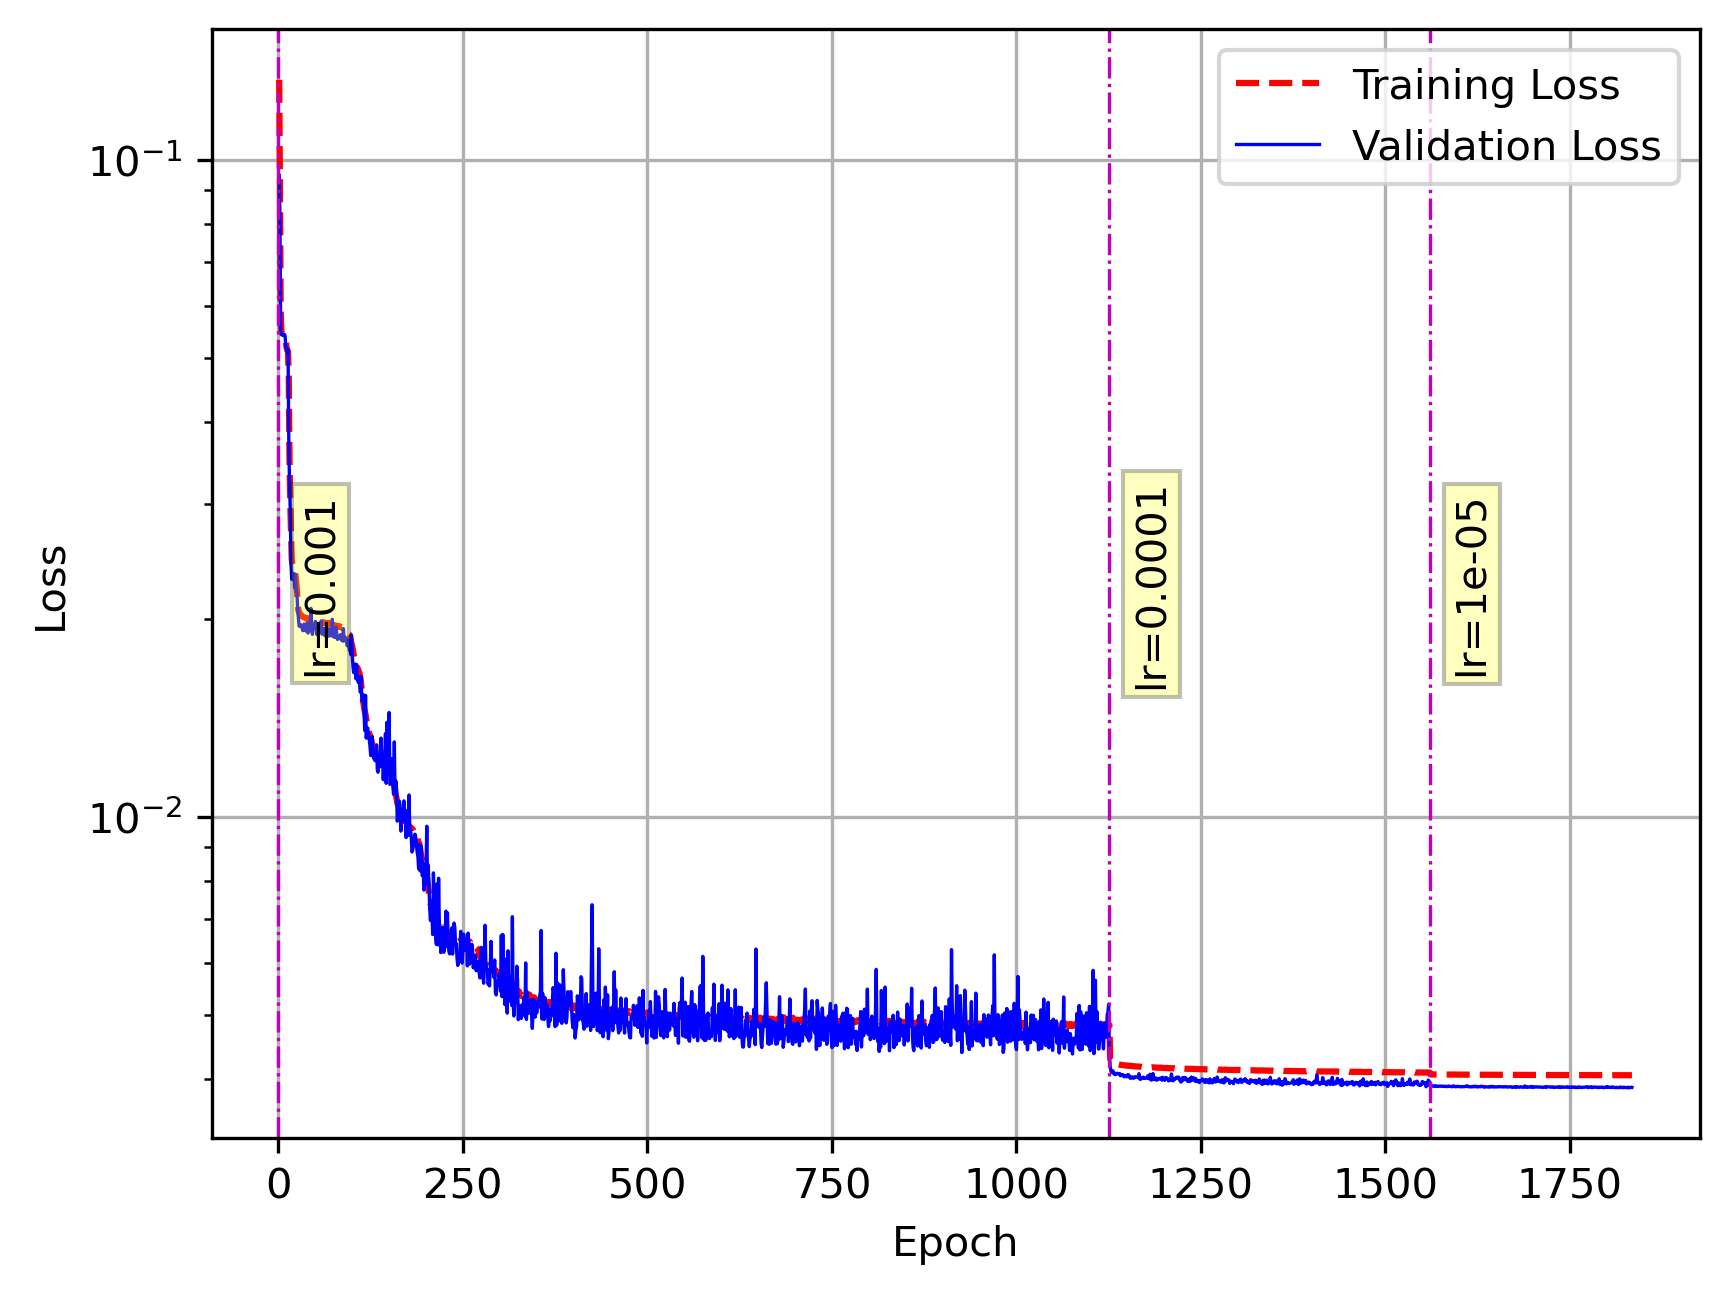 Training Loss
Validation Loss
10⁻¹
10⁻²
Loss
lr=0.001
lr=0.0001
lr=1e-05
0 250 500 750 1000 1250 1500 1750
Epoch